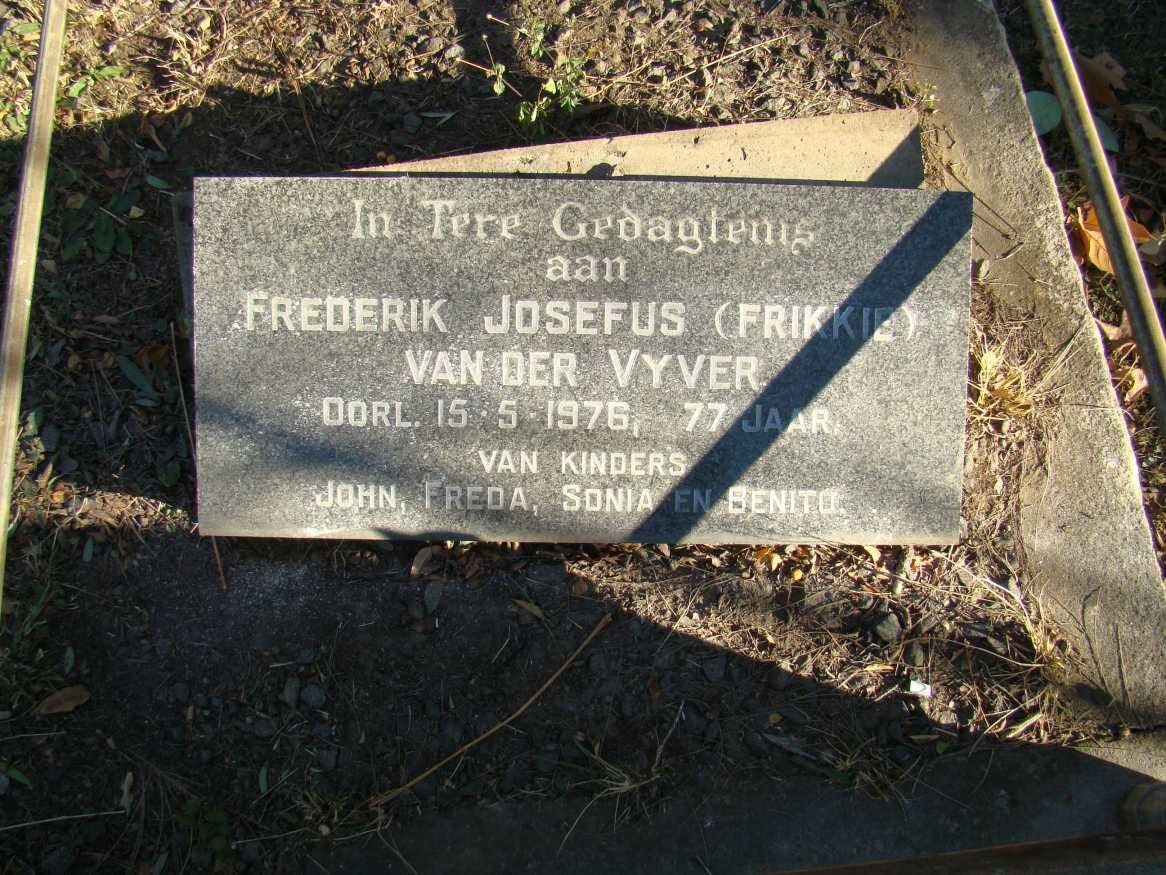 In Tere Gedagtenis
aan
FREDERIK JOSEFUS (FRIKKIE)
VAN DER VYVER
OORL. 15·5·1976, 77 JAAR.
VAN KINDERS
JOHN, FREDA, SONIA EN BENITO.